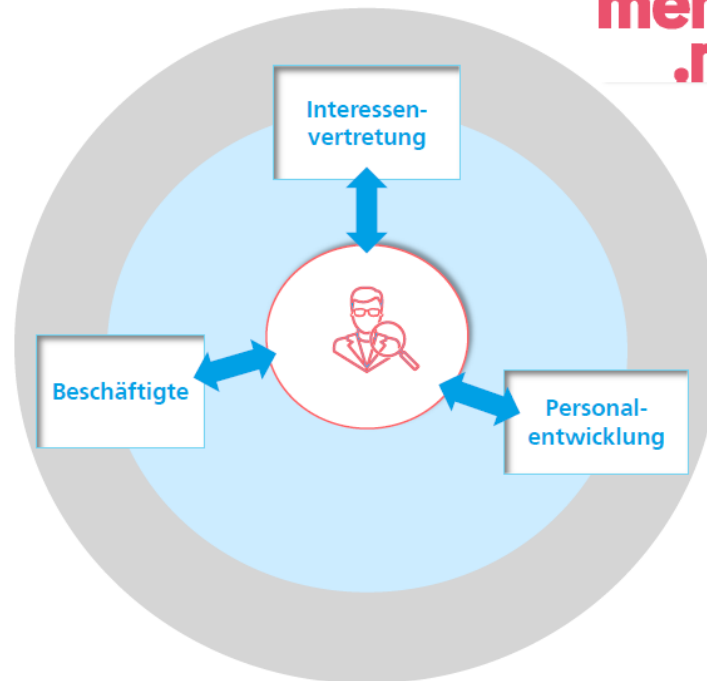 Interessen-
vertretung
Beschäftigte
Personal-
entwicklung